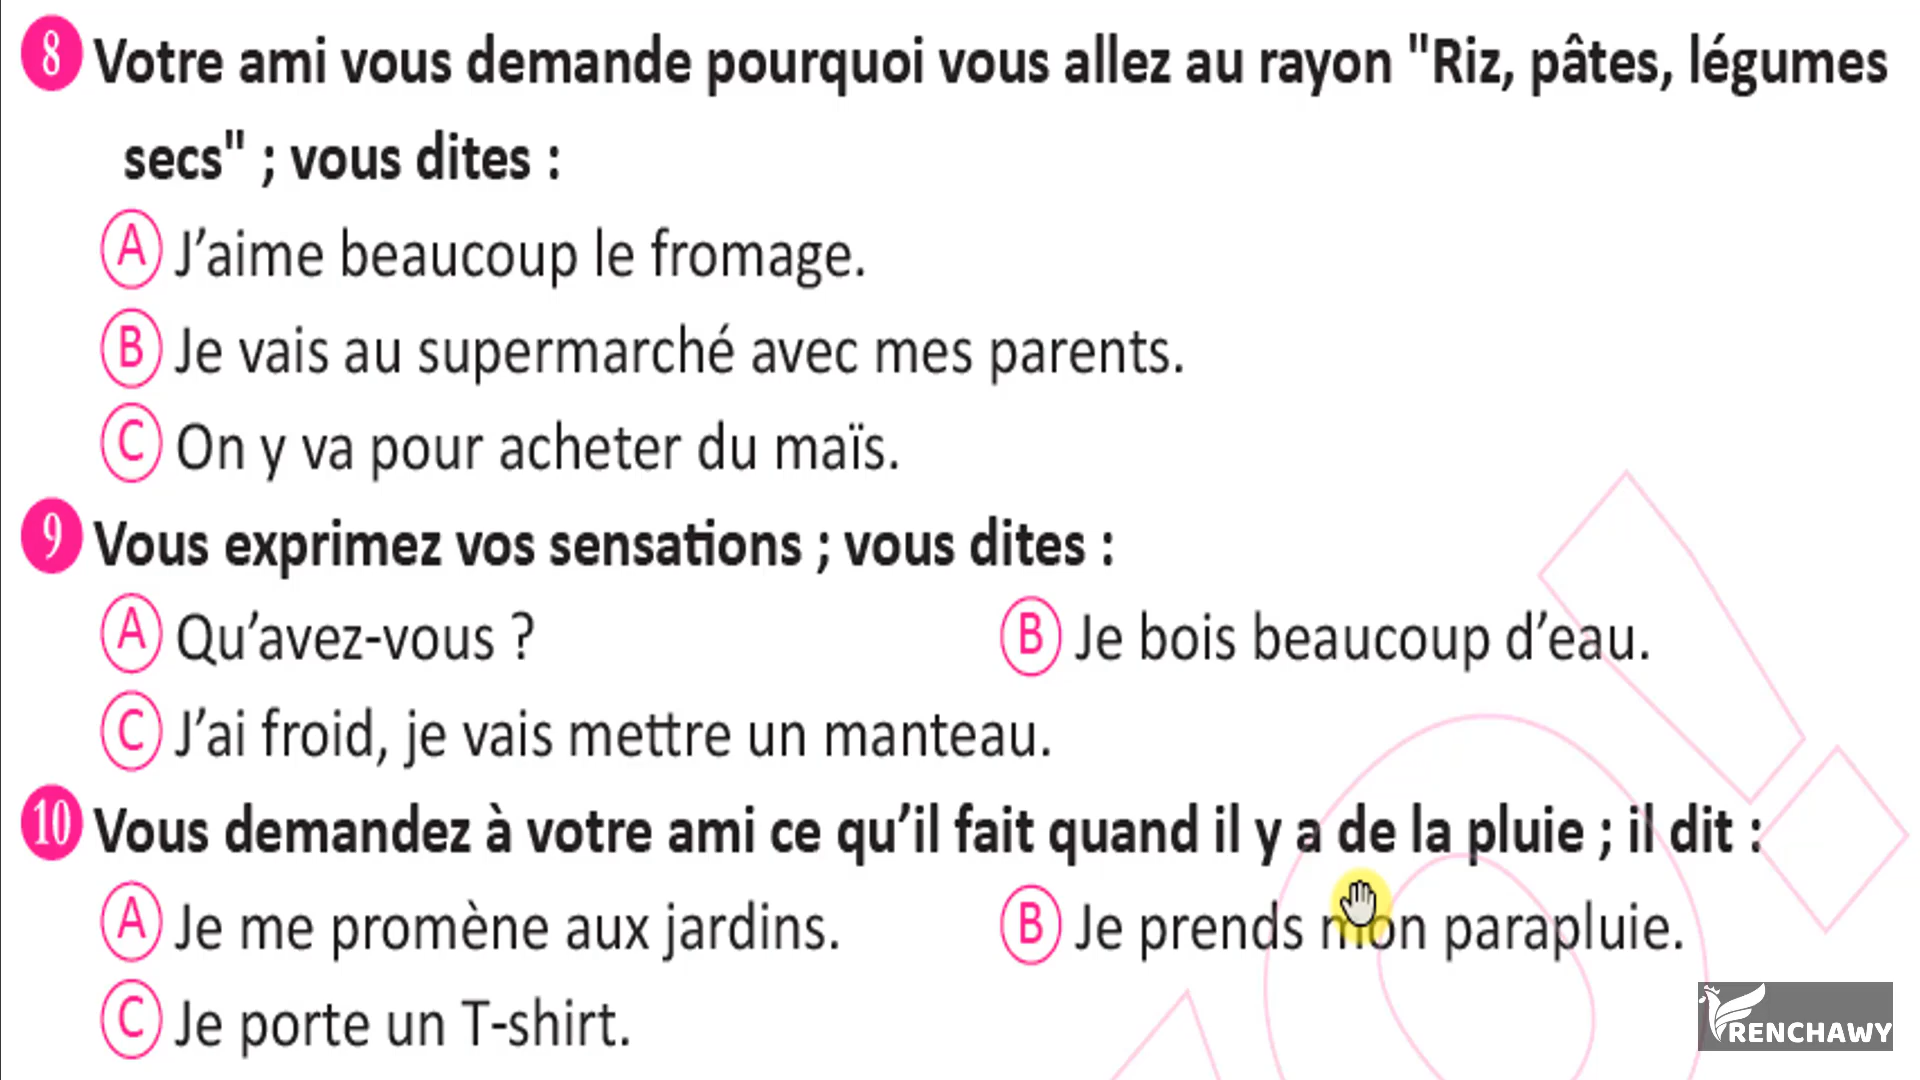 8 Votre ami vous demande pourquoi vous allez au rayon "Riz, pâtes, légumes
secs" ; vous dites :
A J’aime beaucoup le fromage.
B Je vais au supermarché avec mes parents.
C On y va pour acheter du maïs.
9 Vous exprimez vos sensations ; vous dites :
A Qu’avez-vous ? B Je bois beaucoup d’eau.
C J’ai froid, je vais mettre un manteau.
10 Vous demandez à votre ami ce qu’il fait quand il y a de la pluie ; il dit :
A Je me promène aux jardins. B Je prends mon parapluie.
C Je porte un T-shirt.
FRENCHAWY